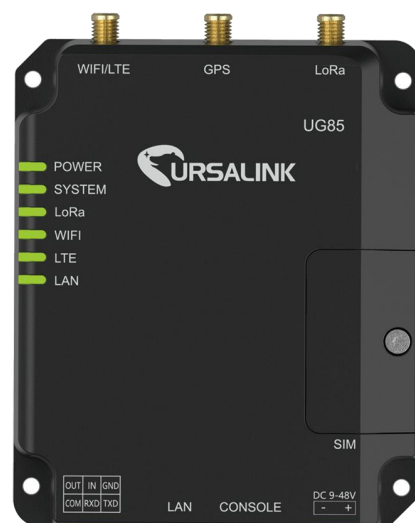 WIFI/LTE GPS LoRa
UG85
URSALINK
POWER
SYSTEM
LoRa
WIFI
LTE
LAN
SIM
OUT IN GND
COM RXD TXD
DC 9-48V
- +
LAN CONSOLE